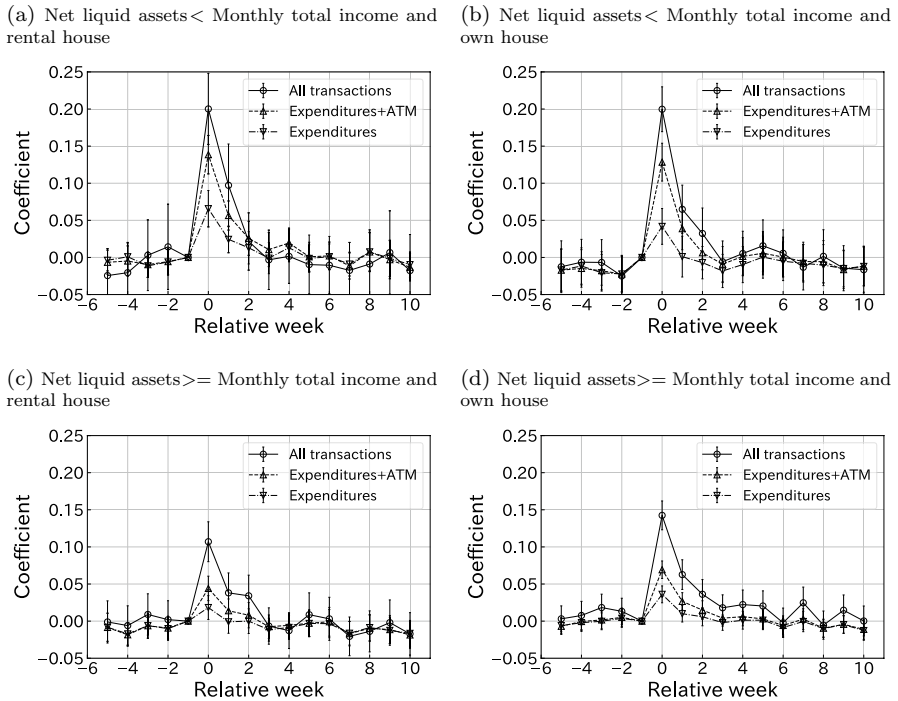 (a) Net liquid assets< Monthly total income and
rental house
0.25
0.20
0.15
0.10
0.05
0.00
−0.05
Coefficient
All transactions
Expenditures+ATM
Expenditures
−6 −4 −2 0 2 4 6 8 10
Relative week
(b) Net liquid assets< Monthly total income and
own house
0.25
0.20
0.15
0.10
0.05
0.00
−0.05
Coefficient
All transactions
Expenditures+ATM
Expenditures
−6 −4 −2 0 2 4 6 8 10
Relative week
(c) Net liquid assets>= Monthly total income and
rental house
0.25
0.20
0.15
0.10
0.05
0.00
−0.05
Coefficient
All transactions
Expenditures+ATM
Expenditures
−6 −4 −2 0 2 4 6 8 10
Relative week
(d) Net liquid assets>= Monthly total income and
own house
0.25
0.20
0.15
0.10
0.05
0.00
−0.05
Coefficient
All transactions
Expenditures+ATM
Expenditures
−6 −4 −2 0 2 4 6 8 10
Relative week